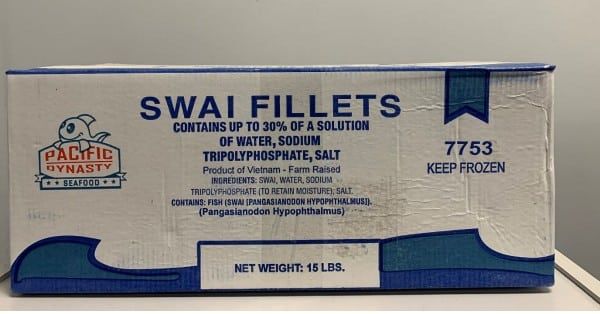 SWAI FILLETS
CONTAINS UP TO 30% OF A SOLUTION
OF WATER, SODIUM
TRIPOLYPHOSPHATE, SALT
Product of Vietnam - Farm Raised
INGREDIENTS: SWAI, WATER, SODIUM
TRIPOLYPHOSPHATE (TO RETAIN MOISTURE), SALT.
CONTAINS: FISH (SWAI [PANGASIANODON HYPOPHTHALMUS]).
(Pangasianodon Hypophthalmus)
PACIFIC
DYNASTY
SEAFOOD
7753
KEEP FROZEN
NET WEIGHT: 15 LBS.